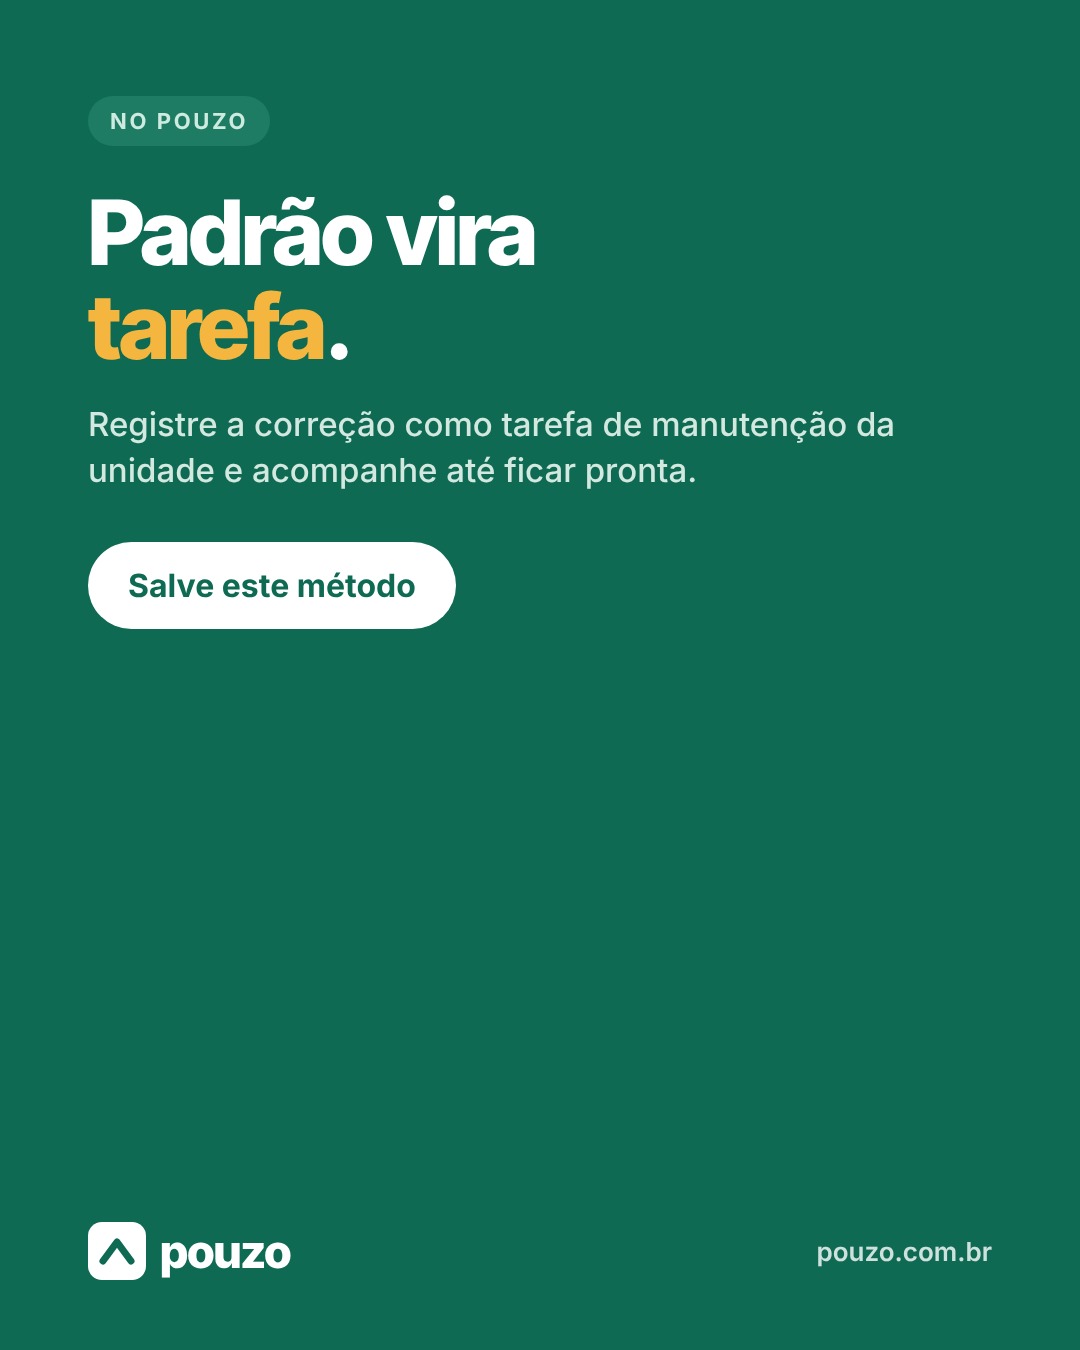 NO POUZO
Padrão vira
tarefa.
Registre a correção como tarefa de manutenção da
unidade e acompanhe até ficar pronta.
Salve este método
pouzo
pouzo.com.br